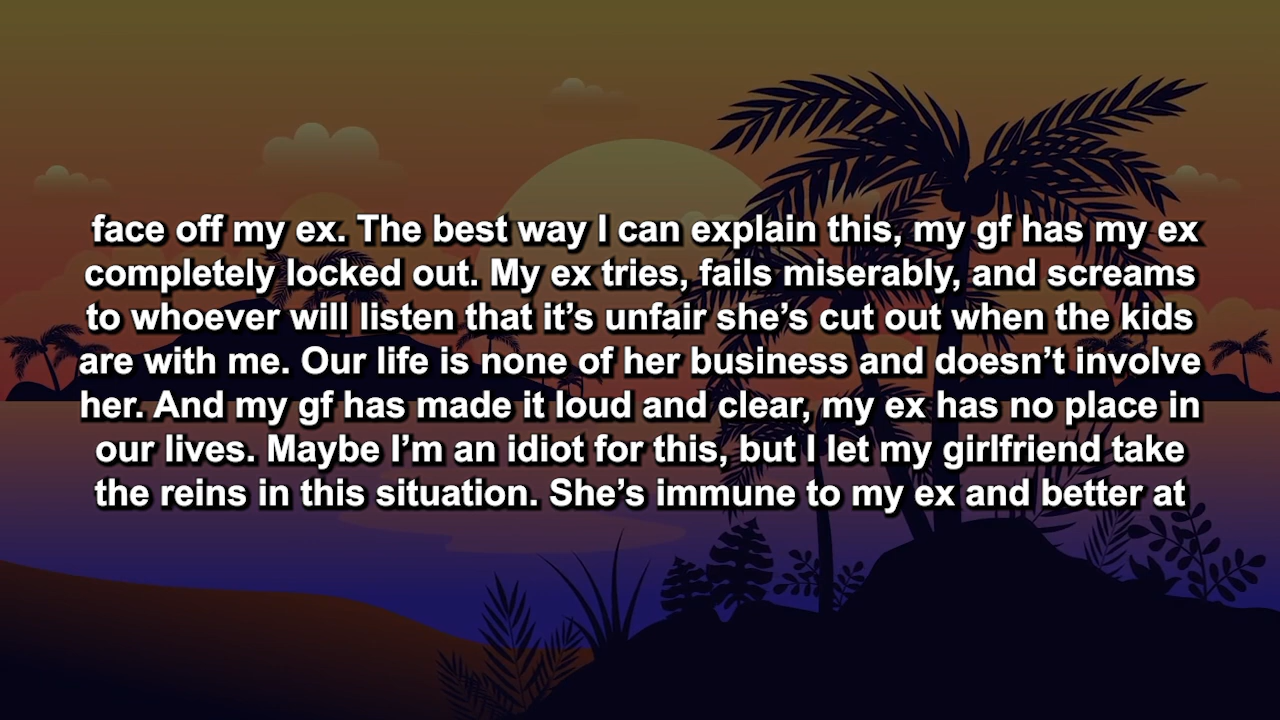 face off my ex. The best way I can explain this, my gf has my ex
completely locked out. My ex tries, fails miserably, and screams
to whoever will listen that it’s unfair she’s cut out when the kids
are with me. Our life is none of her business and doesn’t involve
her. And my gf has made it loud and clear, my ex has no place in
our lives. Maybe I’m an idiot for this, but I let my girlfriend take
the reins in this situation. She’s immune to my ex and better at